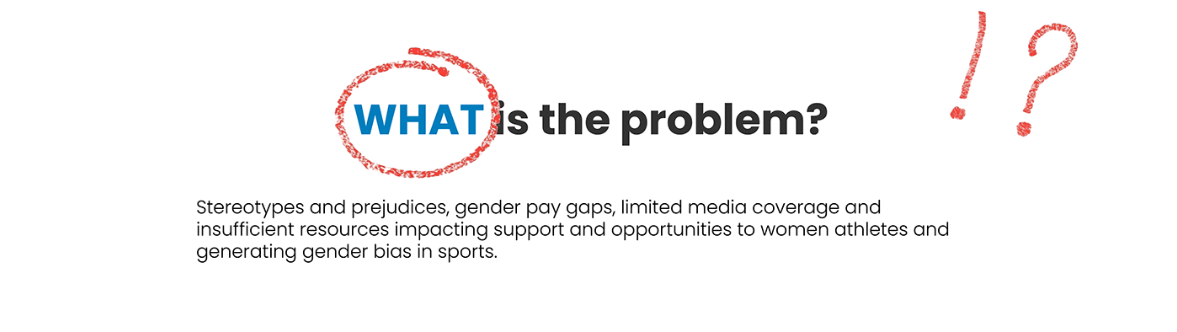 !?
WHAT is the problem?
Stereotypes and prejudices, gender pay gaps, limited media coverage and
insufficient resources impacting support and opportunities to women athletes and
generating gender bias in sports.